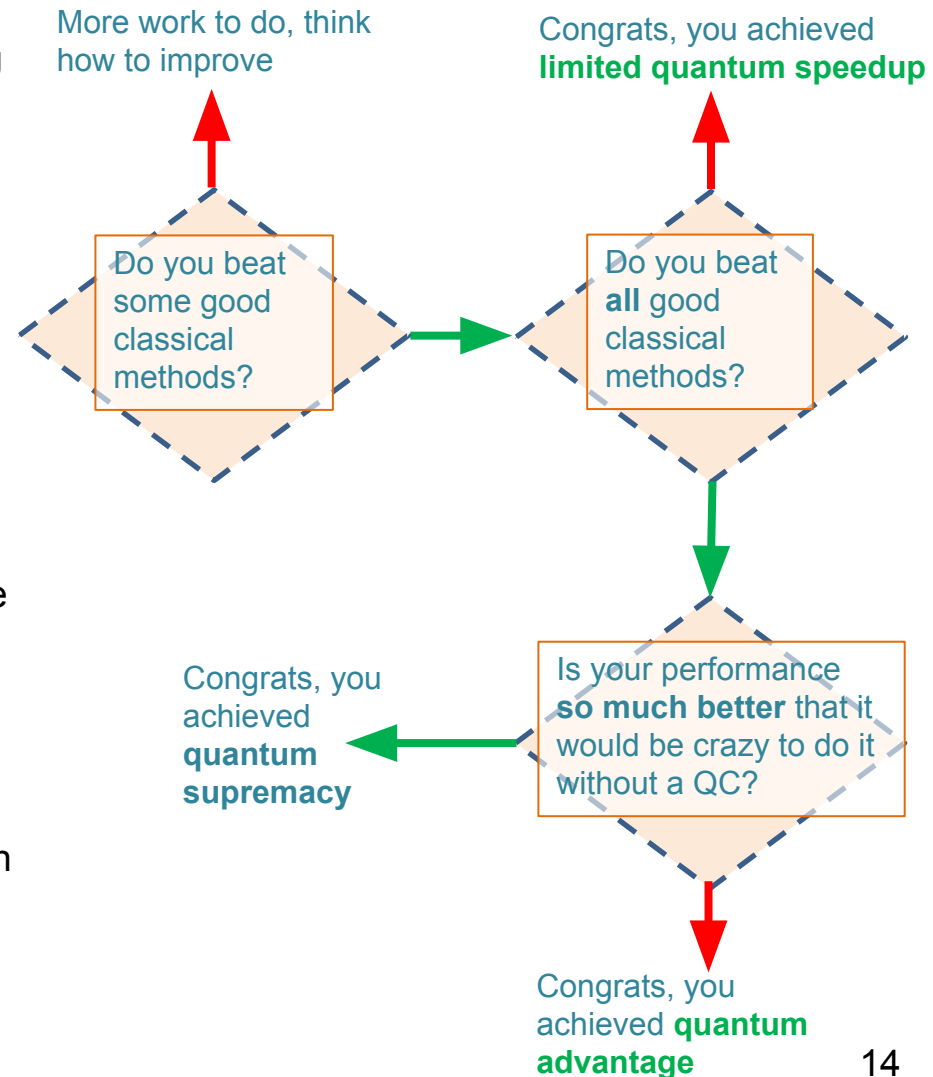 More work to do, think
how to improve
Congrats, you achieved
limited quantum speedup
g
Do you beat
some good
classical
methods?
Do you beat
all good
classical
methods?
e
Is your performance
so much better that it
would be crazy to do it
without a QC?
Congrats, you
achieved
quantum
supremacy
n
Congrats, you
achieved quantum
advantage
14